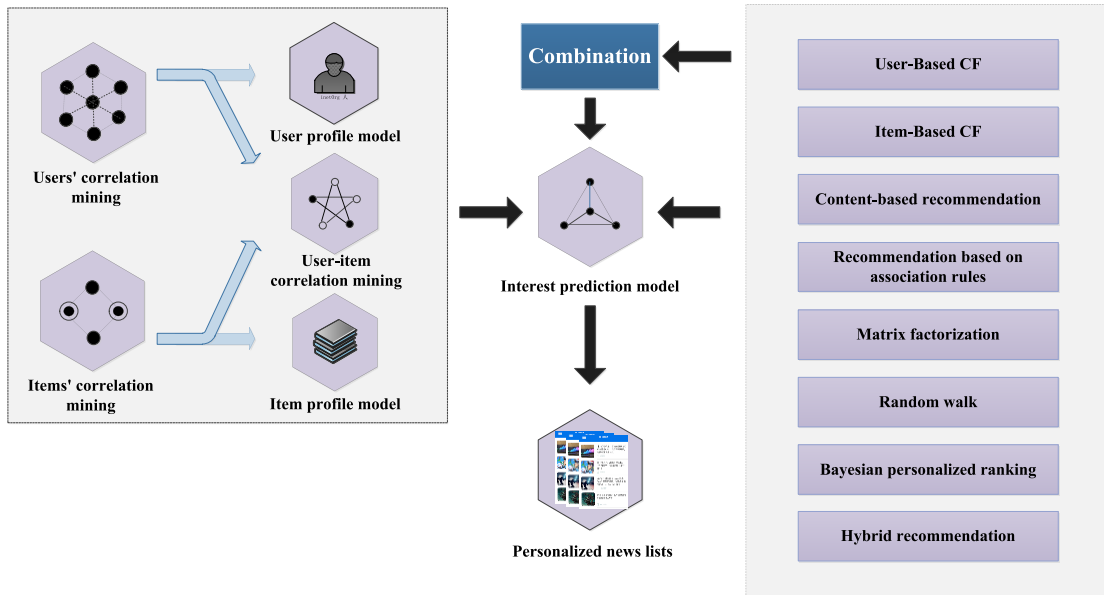 User profile model
Users' correlation
mining
User-item
correlation mining
Items' correlation
mining
Item profile model
Combination
Interest prediction model
Personalized news lists
User-Based CF
Item-Based CF
Content-based recommendation
Recommendation based on
association rules
Matrix factorization
Random walk
Bayesian personalized ranking
Hybrid recommendation